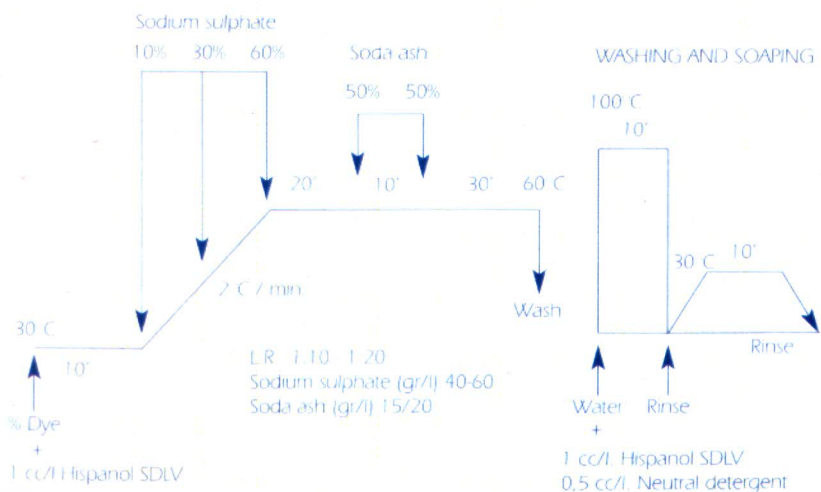 Sodium sulphate
10% 30% 60%
Soda ash
50% 50%
WASHING AND SOAPING
100 C
10'
20' 10' 30' 60 C
2 C / min
30 C 10'
Wash
30 C
10'
L.R. 1.10 - 1.20
Sodium sulphate (gr/l) 40-60
Soda ash (gr/l) 15/20
Rinse
% Dye
+
1 cc/l Hispanol SDLV
Water Rinse
+
1 cc/l. Hispanol SDLV
0,5 cc/l. Neutral detergent